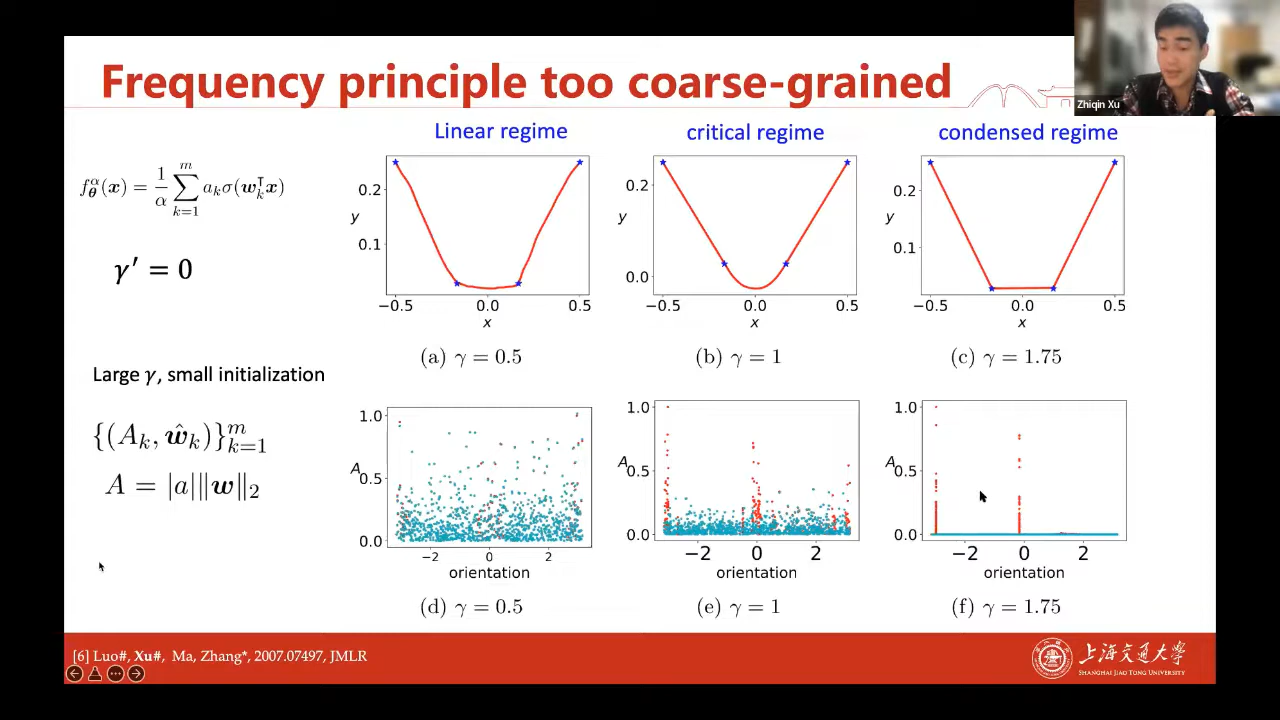 Frequency principle too coarse-grained
Zhiqin Xu
Linear regime
critical regime
condensed regime
f_θ^α(x) = 1/α ∑_{k=1}^{m} a_k σ(w_k^⊺ x)
γ′ = 0
0.2
0.1
y
−0.5 0.0 0.5
x
(a) γ = 0.5
0.2
0.0
y
−0.5 0.0 0.5
x
(b) γ = 1
0.2
0.1
y
−0.5 0.0 0.5
x
(c) γ = 1.75
Large γ, small initialization
{(A_k, ŵ_k)}_{k=1}^{m}
A = |a|‖w‖_2
1.0
0.5
0.0
A
−2 0 2
orientation
(d) γ = 0.5
1.0
0.5
0.0
A
−2 0 2
orientation
(e) γ = 1
1.0
0.5
0.0
A
−2 0 2
orientation
(f) γ = 1.75
[6] Luo#, Xu#, Ma, Zhang*, 2007.07497, JMLR
上海交通大学
SHANGHAI JIAO TONG UNIVERSITY